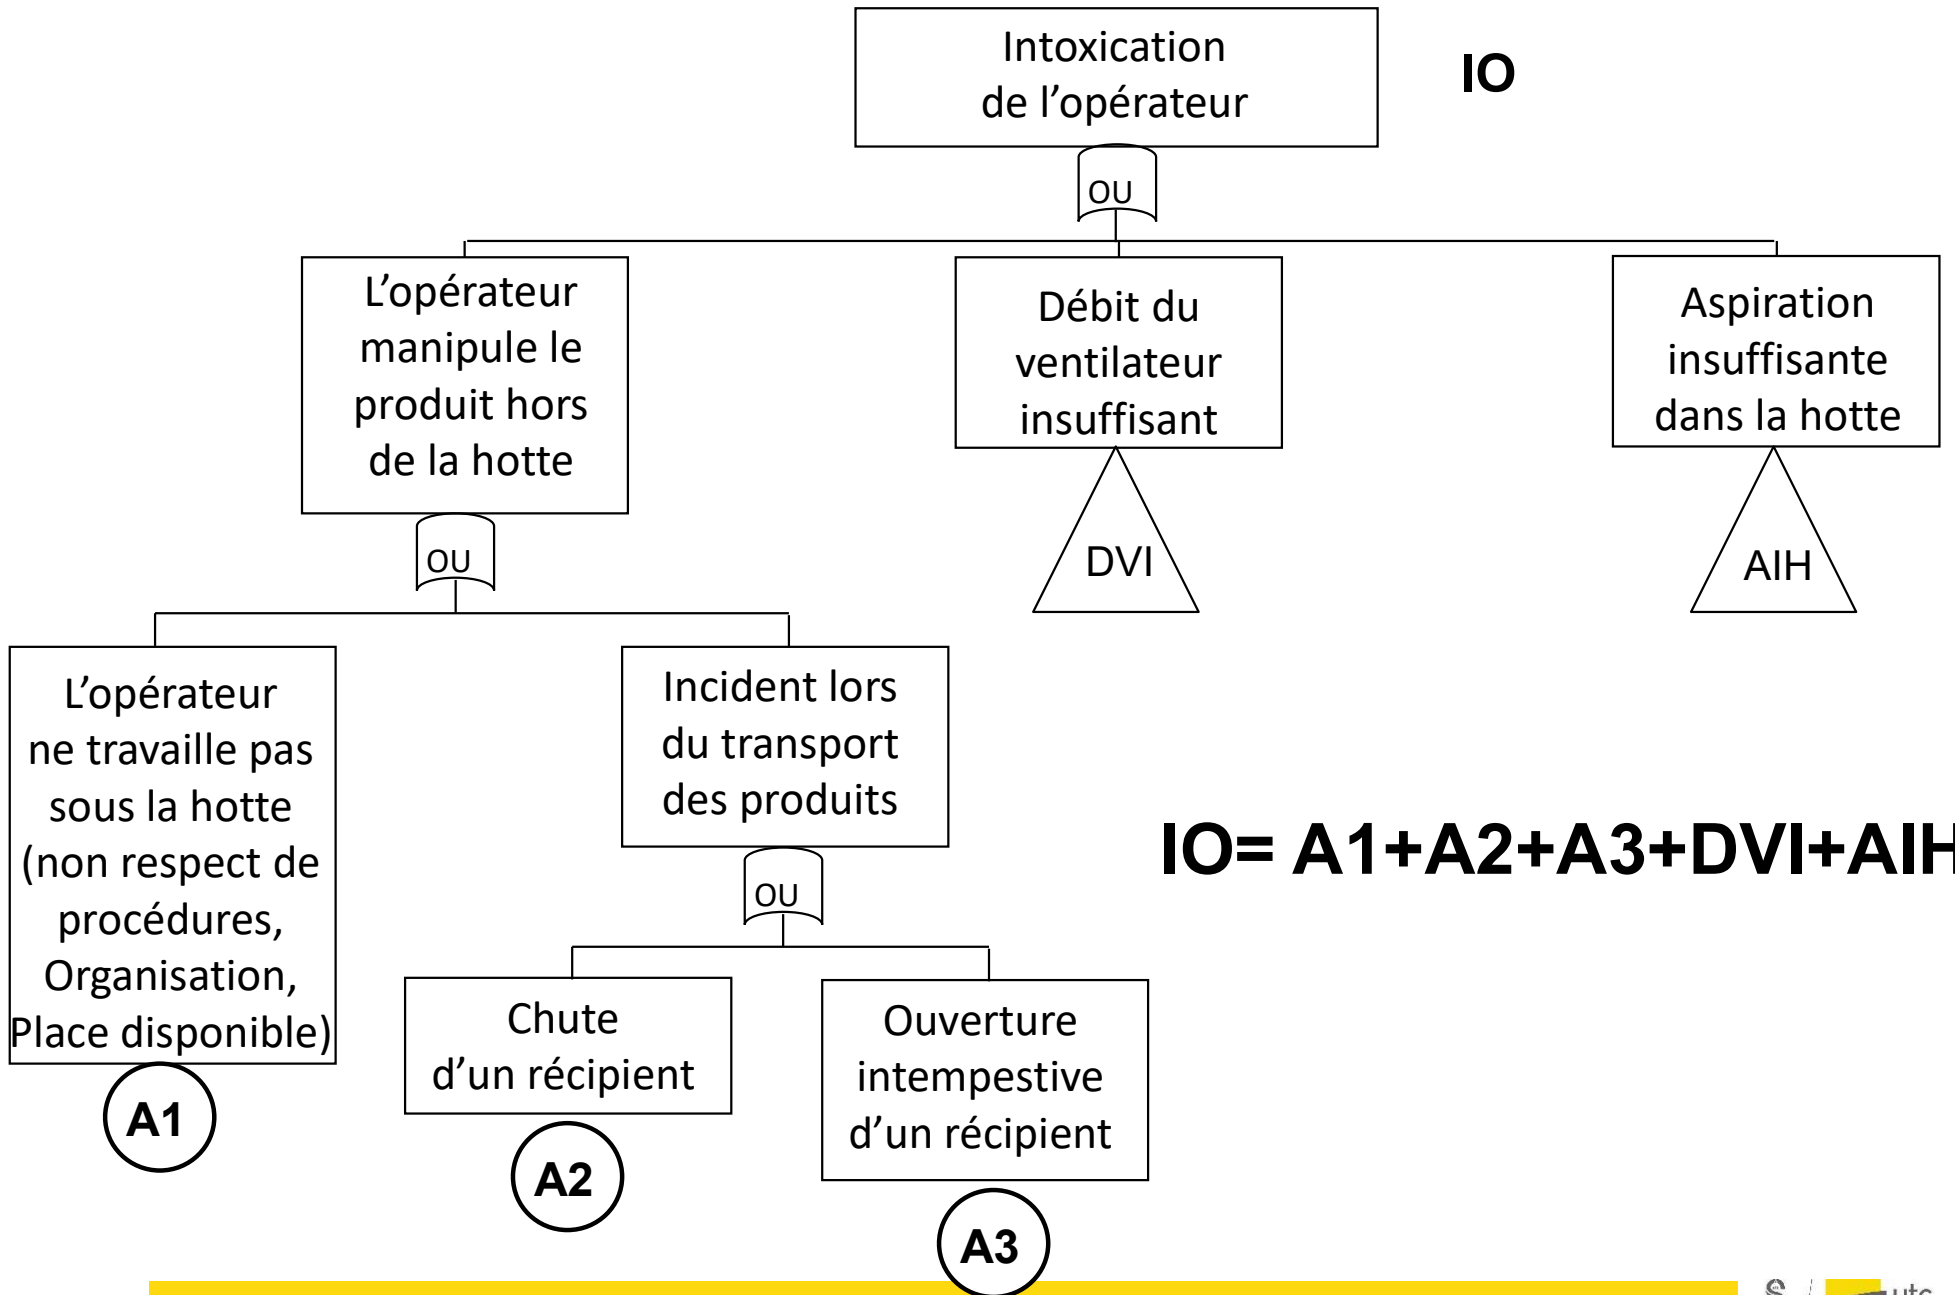 Intoxication
de l’opérateur
IO
OU
L’opérateur
manipule le
produit hors
de la hotte
Débit du
ventilateur
insuffisant
Aspiration
insuffisante
dans la hotte
OU
DVI
AIH
L’opérateur
ne travaille pas
sous la hotte
(non respect de
procédures,
Organisation,
Place disponible)
Incident lors
du transport
des produits
IO= A1+A2+A3+DVI+AIH
OU
Chute
d’un récipient
Ouverture
intempestive
d’un récipient
A1
A2
A3
utc